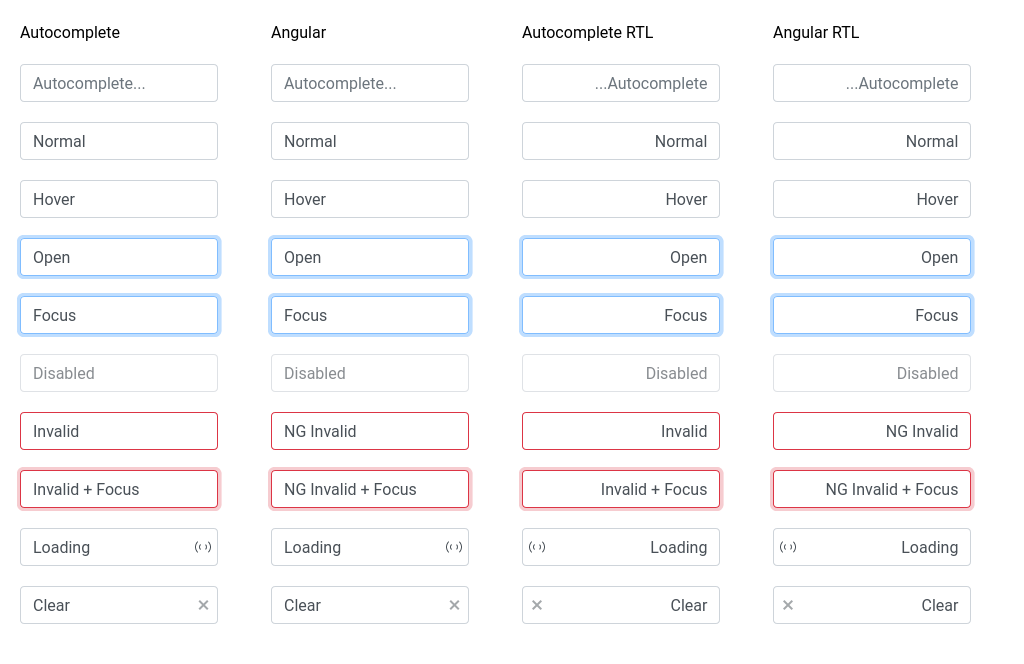 Autocomplete Angular Autocomplete RTL Angular RTL
Autocomplete... Autocomplete... ...Autocomplete ...Autocomplete
Normal Normal Normal Normal
Hover Hover Hover Hover
Open Open Open Open
Focus Focus Focus Focus
Disabled Disabled Disabled Disabled
Invalid NG Invalid Invalid NG Invalid
Invalid + Focus NG Invalid + Focus Invalid + Focus NG Invalid + Focus
Loading Loading Loading Loading
Clear Clear Clear Clear